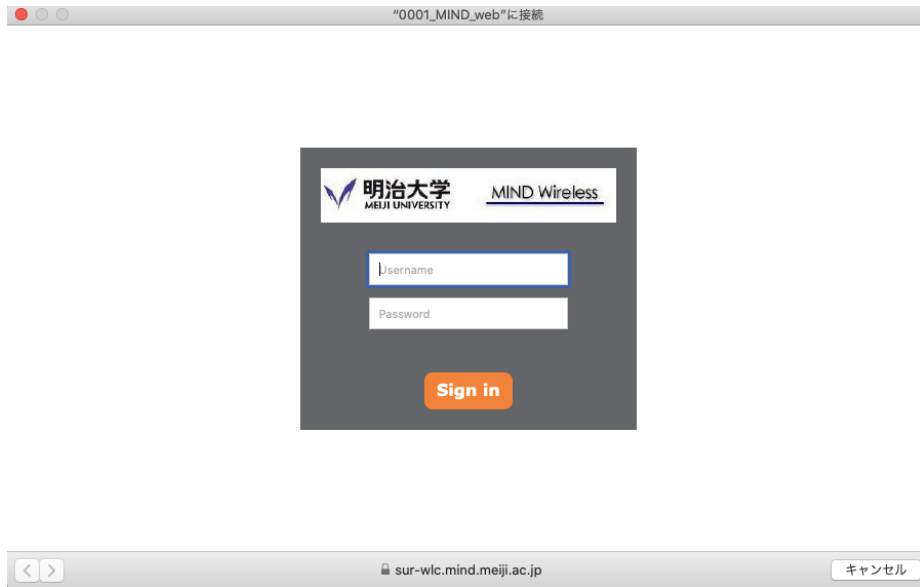 “0001_MIND_web”に接続
明治大学
MEIJI UNIVERSITY
MIND Wireless
Username
Password
Sign in
sur-wlc.mind.meiji.ac.jp
キャンセル